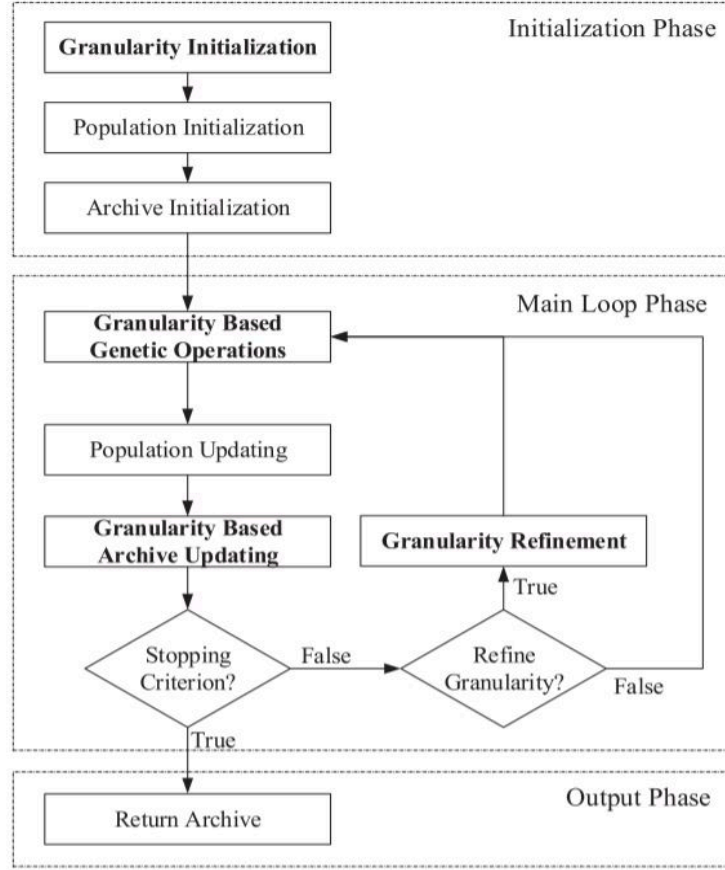 Initialization Phase
Granularity Initialization
Population Initialization
Archive Initialization
Main Loop Phase
Granularity Based
Genetic Operations
Population Updating
Granularity Based
Archive Updating
Granularity Refinement
True
Stopping
Criterion?
False
Refine
Granularity?
False
True
Output Phase
Return Archive